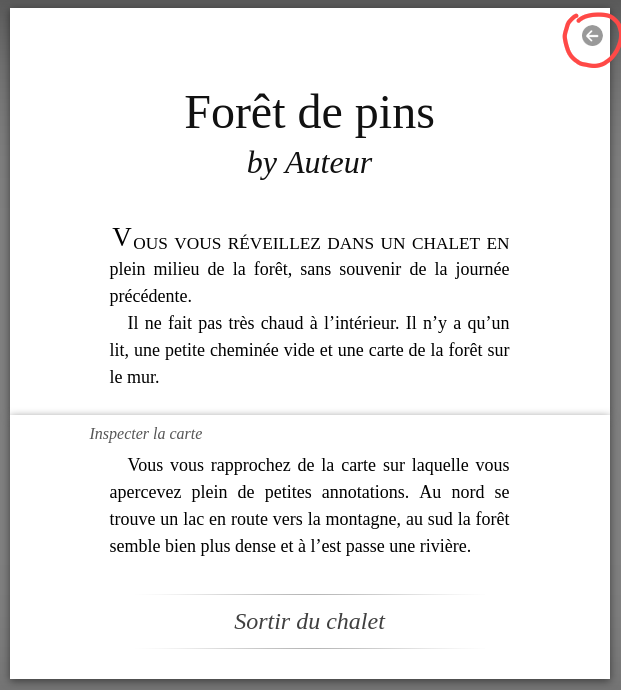 Forêt de pins
by Auteur
VOUS VOUS RÉVEILLEZ DANS UN CHALET EN
plein milieu de la forêt, sans souvenir de la journée
précédente.
Il ne fait pas très chaud à l’intérieur. Il n’y a qu’un
lit, une petite cheminée vide et une carte de la forêt sur
le mur.
Inspecter la carte
Vous vous rapprochez de la carte sur laquelle vous
apercevez plein de petites annotations. Au nord se
trouve un lac en route vers la montagne, au sud la forêt
semble bien plus dense et à l’est passe une rivière.
Sortir du chalet